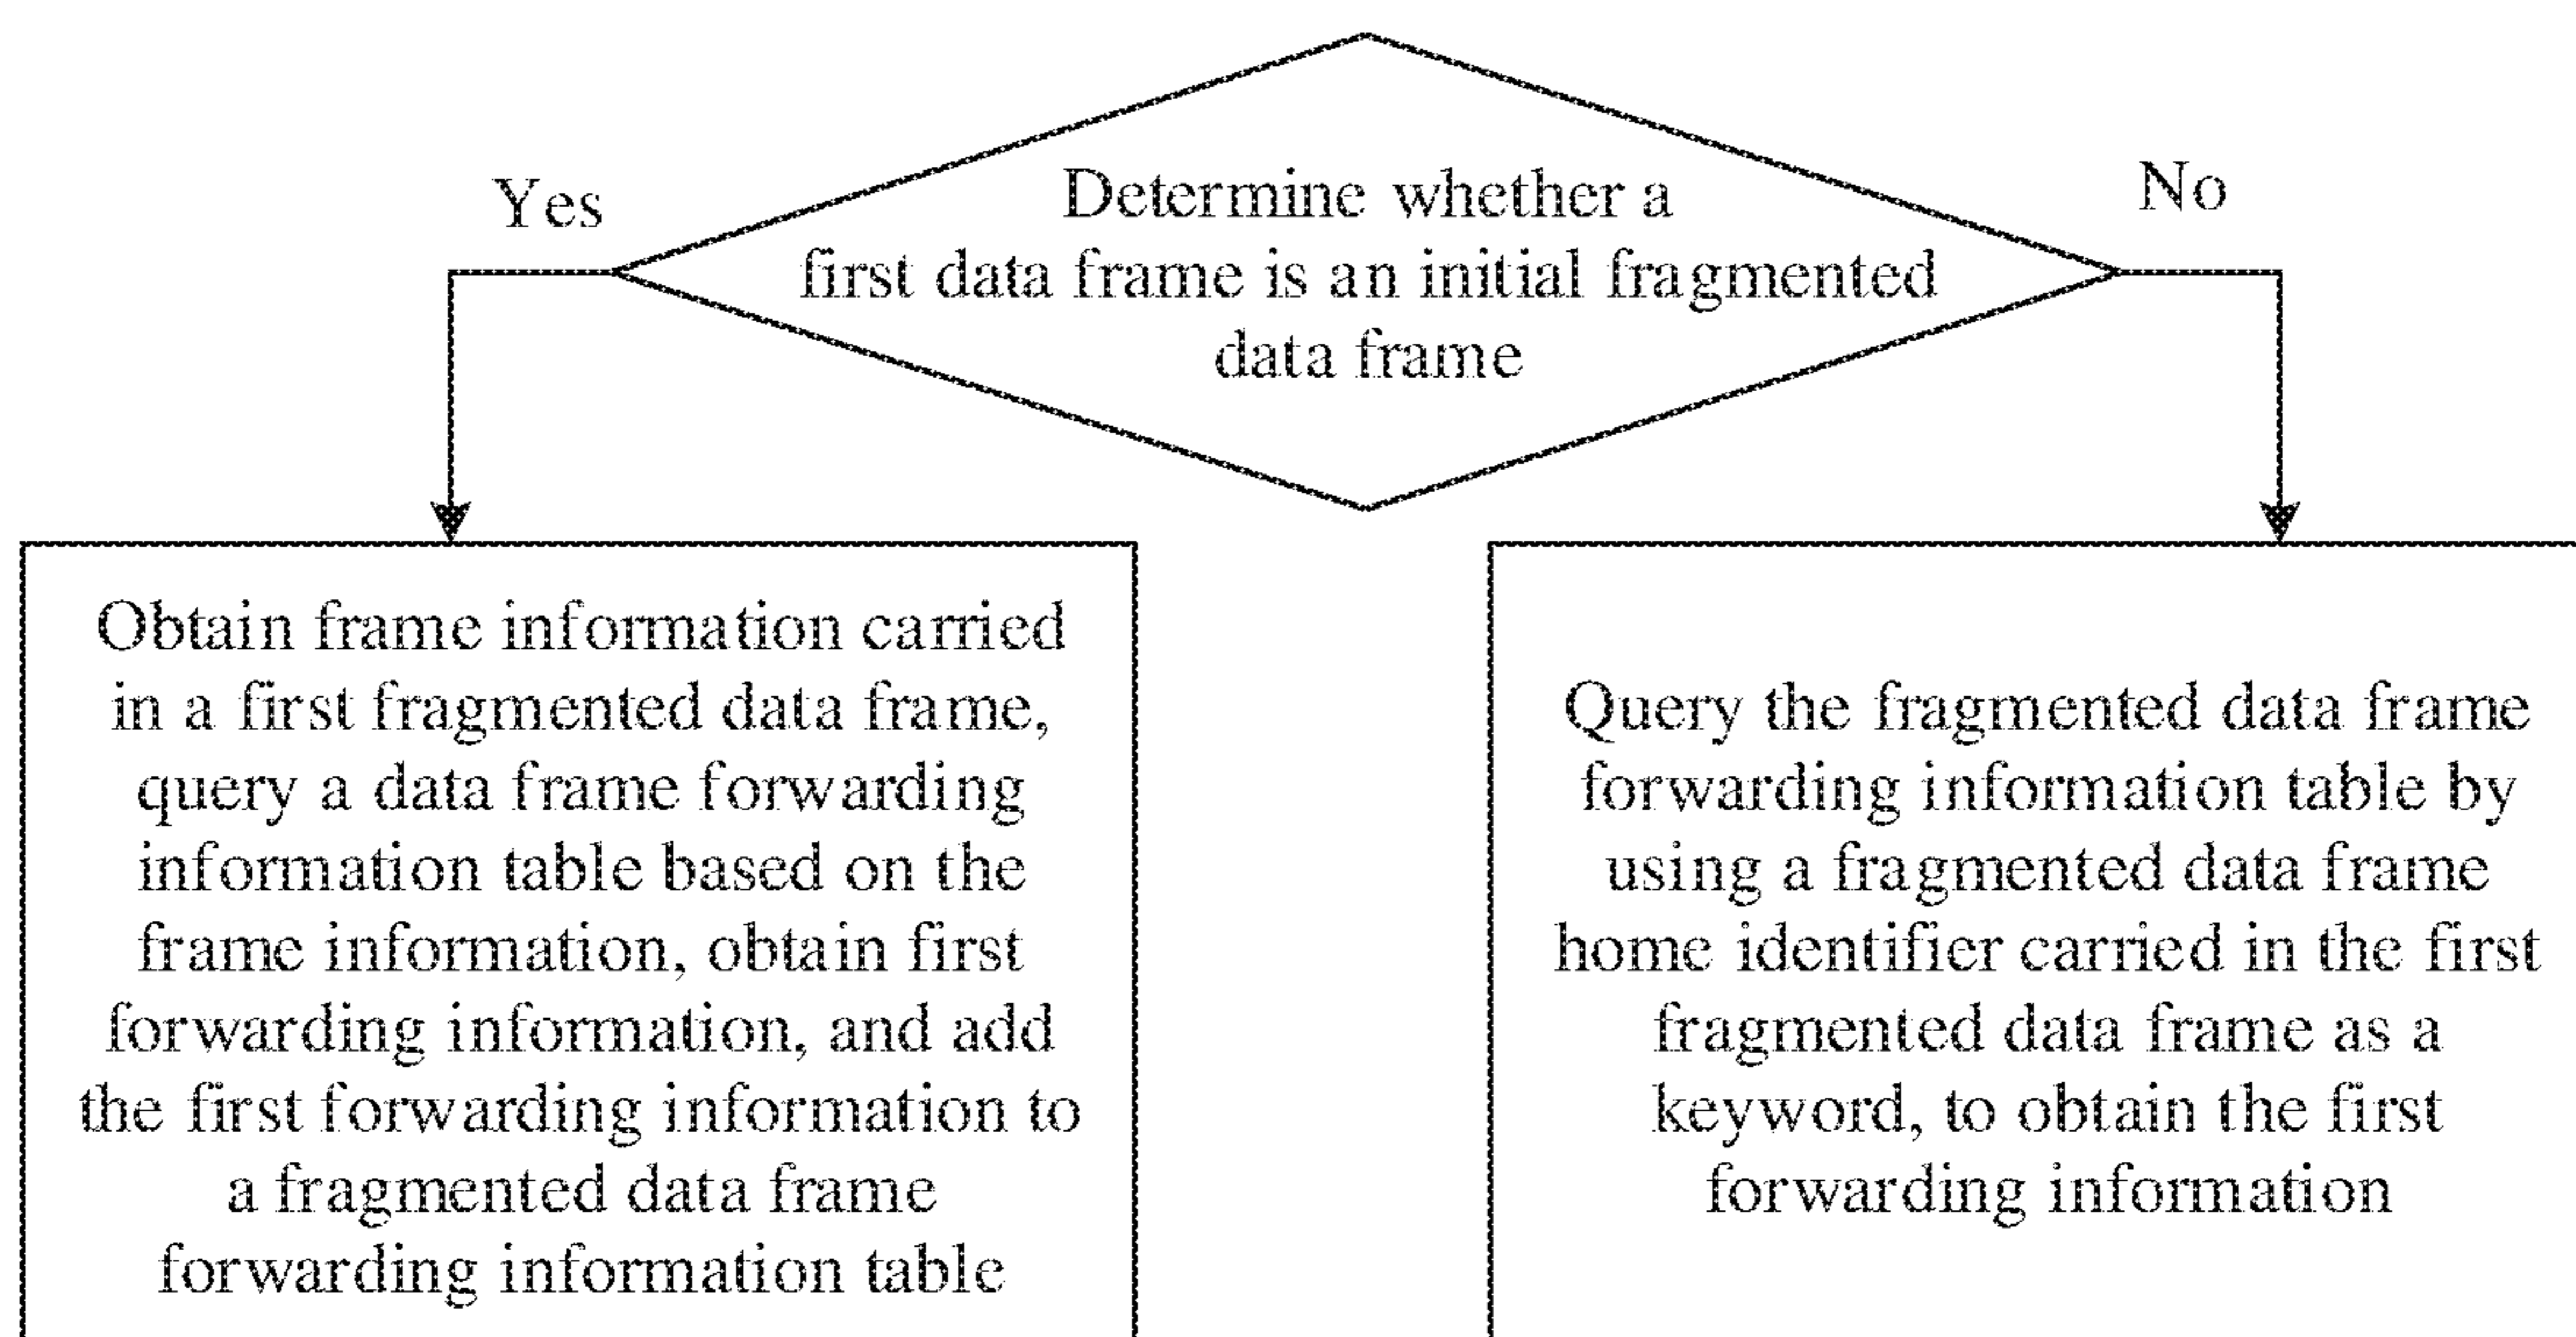 Yes
Determine whether a
first data frame is an initial fragmented
data frame
No
Obtain frame information carried
in a first fragmented data frame,
query a data frame forwarding
information table based on the
frame information, obtain first
forwarding information, and add
the first forwarding information to
a fragmented data frame
forwarding information table
Query the fragmented data frame
forwarding information table by
using a fragmented data frame
home identifier carried in the first
fragmented data frame as a
keyword, to obtain the first
forwarding information